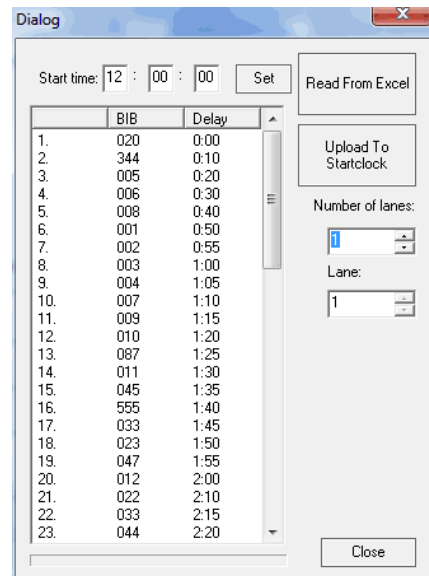 Dialog
Start time: 12 : 00 : 00 Set
Read From Excel
Upload To
Startclock
Number of lanes:
1
Lane:
1
BIB Delay
1. 020 0:00
2. 344 0:10
3. 005 0:20
4. 006 0:30
5. 008 0:40
6. 001 0:50
7. 002 0:55
8. 003 1:00
9. 004 1:05
10. 007 1:10
11. 009 1:15
12. 010 1:20
13. 087 1:25
14. 011 1:30
15. 045 1:35
16. 555 1:40
17. 033 1:45
18. 023 1:50
19. 047 1:55
20. 012 2:00
21. 022 2:10
22. 033 2:15
23. 044 2:20
Close